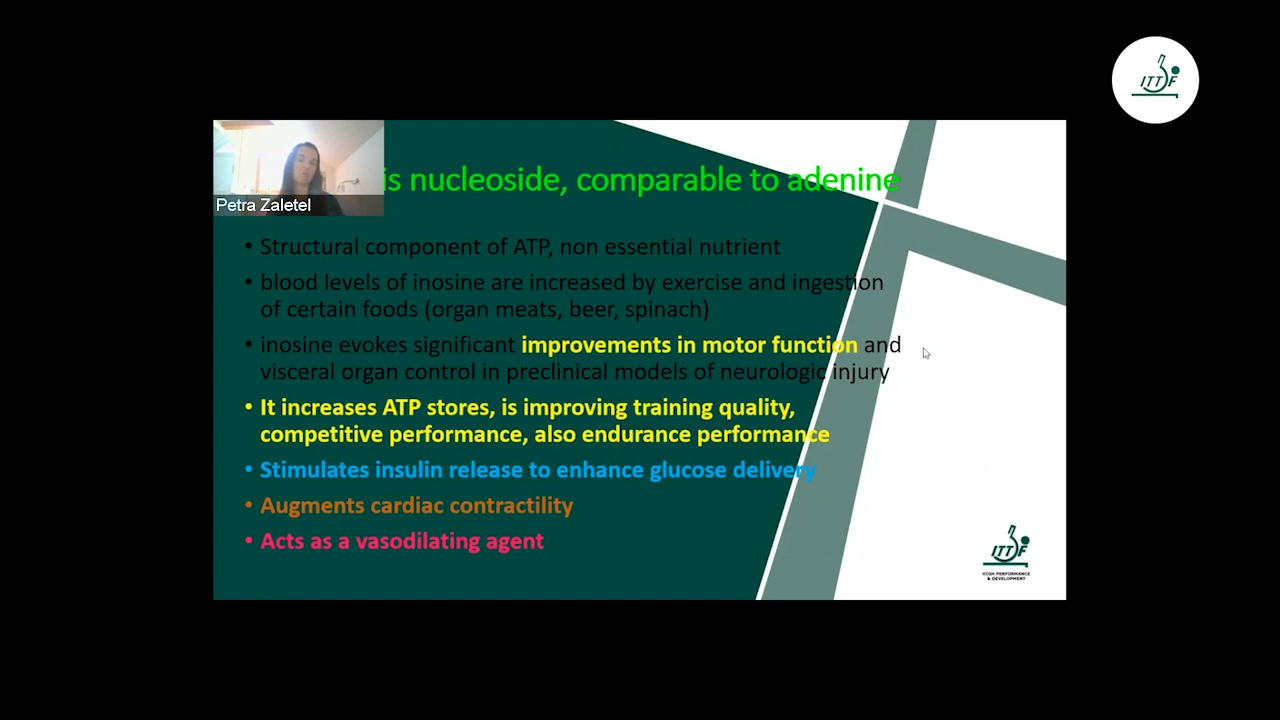 ITTF
is nucleoside, comparable to adenine
Petra Zaletel
• Structural component of ATP, non essential nutrient
• blood levels of inosine are increased by exercise and ingestion
of certain foods (organ meats, beer, spinach)
• inosine evokes significant improvements in motor function and
visceral organ control in preclinical models of neurologic injury
• It increases ATP stores, is improving training quality,
competitive performance, also endurance performance
• Stimulates insulin release to enhance glucose delivery
• Augments cardiac contractility
• Acts as a vasodilating agent
ITTF
HIGH PERFORMANCE
& DEVELOPMENT